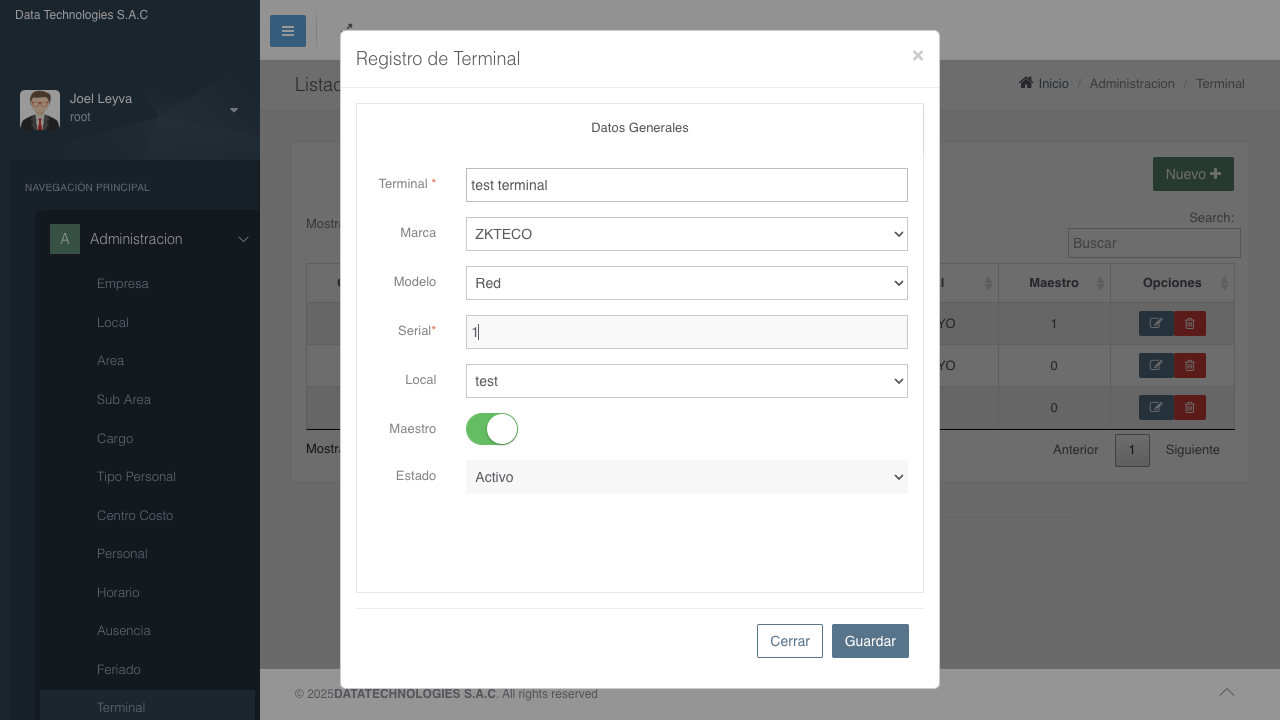 Data Technologies S.A.C
Joel Leyva
root
NAVEGACIÓN PRINCIPAL
A Administracion
Empresa
Local
Area
Sub Area
Cargo
Tipo Personal
Centro Costo
Personal
Horario
Ausencia
Feriado
Terminal
Inicio / Administracion / Terminal
Nuevo
Search:
Buscar
Maestro
Opciones
YO
1
YO
0
0
Anterior
1
Siguiente
Registro de Terminal
×
Datos Generales
Terminal * test terminal
Marca ZKTECO
Modelo Red
Serial* 1
Local test
Maestro
Estado Activo
Cerrar
Guardar
© 2025DATATECHNOLOGIES S.A.C. All rights reserved